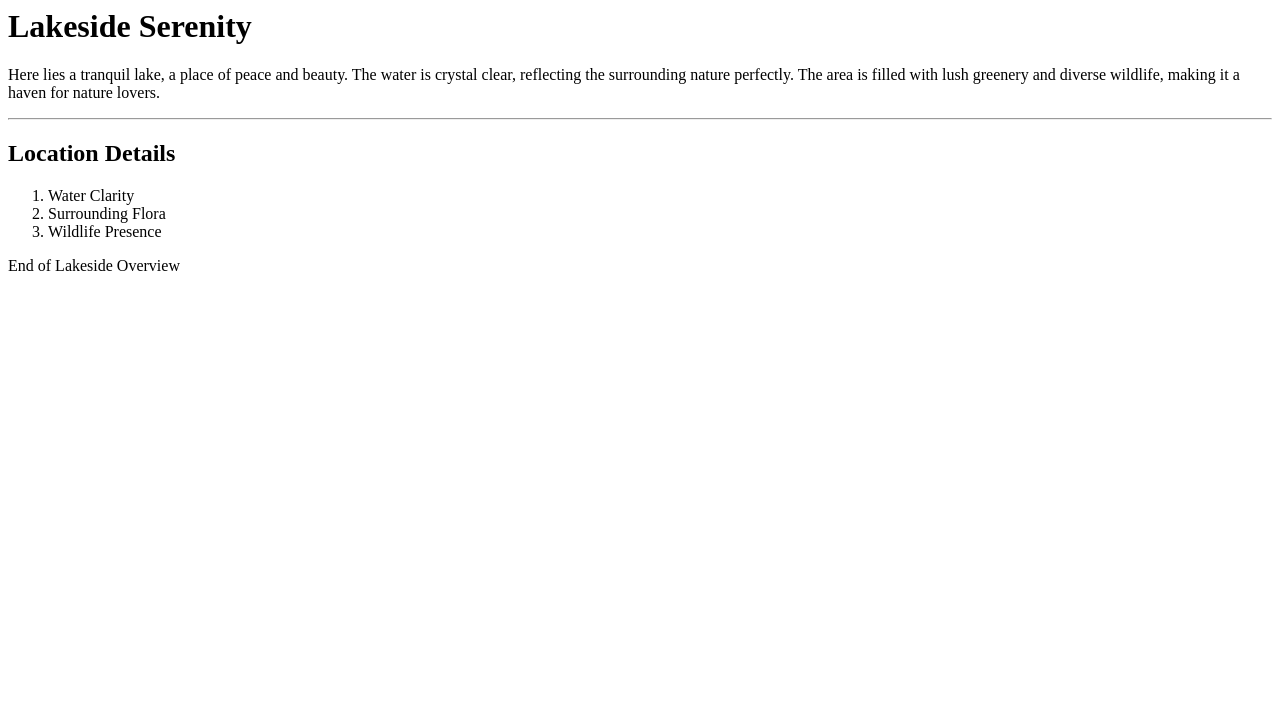 Lakeside Serenity
Here lies a tranquil lake, a place of peace and beauty. The water is crystal clear, reflecting the surrounding nature perfectly. The area is filled with lush greenery and diverse wildlife, making it a
haven for nature lovers.
Location Details
1. Water Clarity
2. Surrounding Flora
3. Wildlife Presence
End of Lakeside Overview